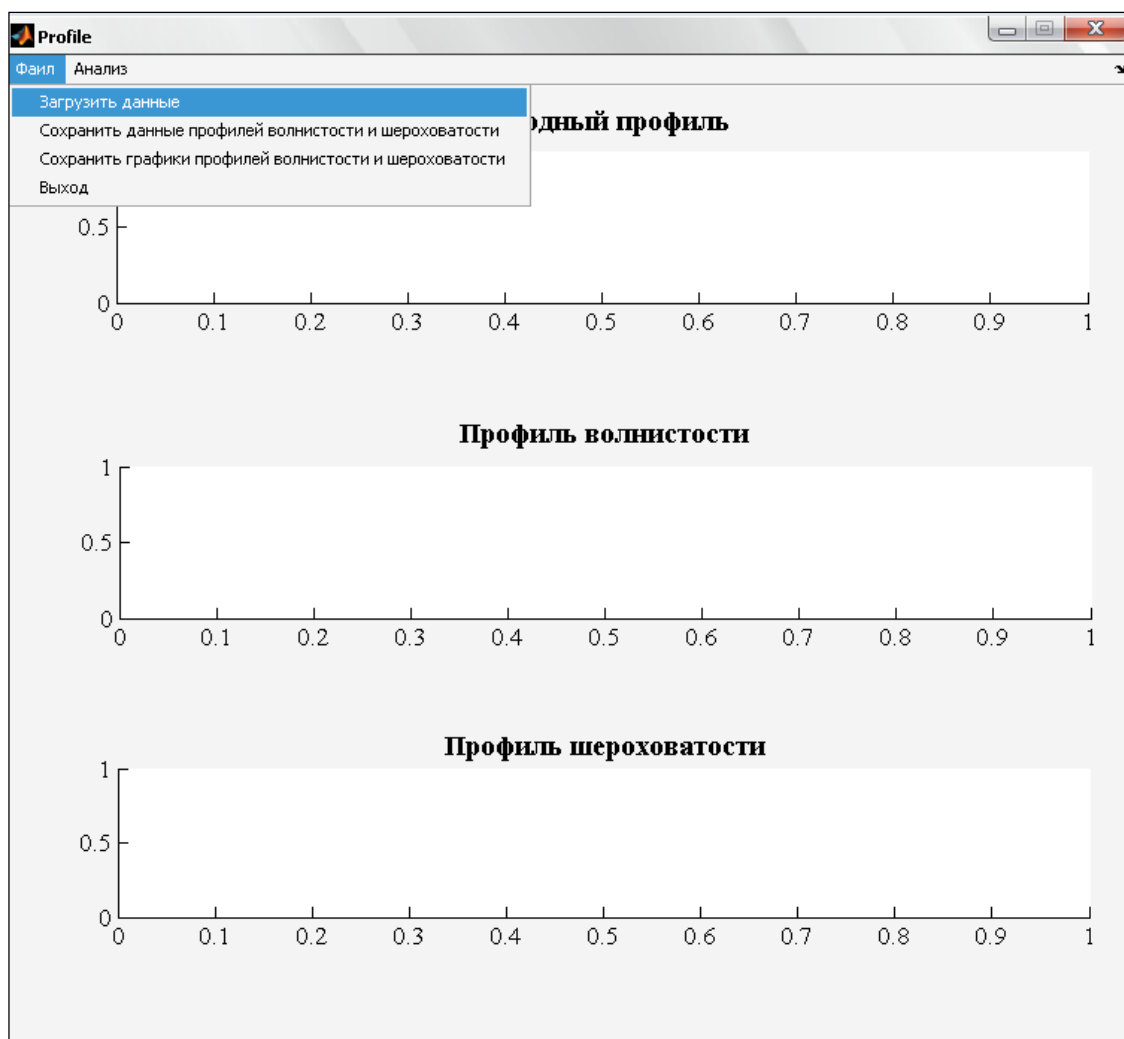 Profile
Фаил Анализ
Загрузить данные
Сохранить данные профилей волнистости и шероховатости
Сохранить графики профилей волнистости и шероховатости
Выход
профиль
0.5
0
0 0.1 0.2 0.3 0.4 0.5 0.6 0.7 0.8 0.9 1
Профиль волнистости
1
0.5
0
0 0.1 0.2 0.3 0.4 0.5 0.6 0.7 0.8 0.9 1
Профиль шероховатости
1
0.5
0
0 0.1 0.2 0.3 0.4 0.5 0.6 0.7 0.8 0.9 1